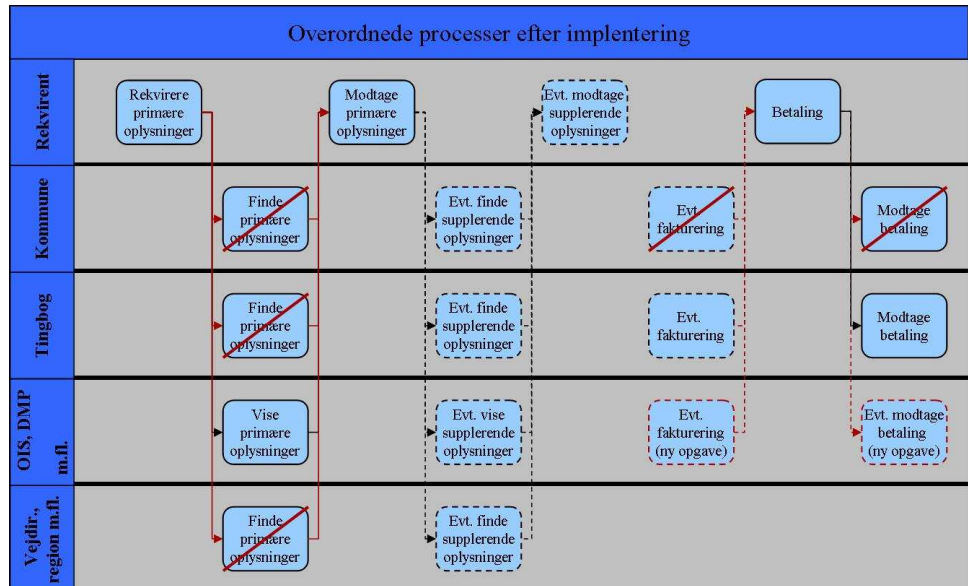 Overordnede processer efter implentering
Rekvirent
Rekvirere
primære
oplysninger
Modtage
primære
oplysninger
Evt. modtage
supplerende
oplysninger
Betaling
Kommune
Finde
primære
oplysninger
Evt. finde
supplerende
oplysninger
Evt.
fakturering
Modtage
betaling
Tingbog
Finde
primære
oplysninger
Evt. finde
supplerende
oplysninger
Evt.
fakturering
Modtage
betaling
OIS, DMP
m.fl.
Vise
primære
oplysninger
Evt. vise
supplerende
oplysninger
Evt.
fakturering
(ny opgave)
Evt. modtage
betaling
(ny opgave)
Vejdir.,
region m.fl.
Finde
primære
oplysninger
Evt. finde
supplerende
oplysninger